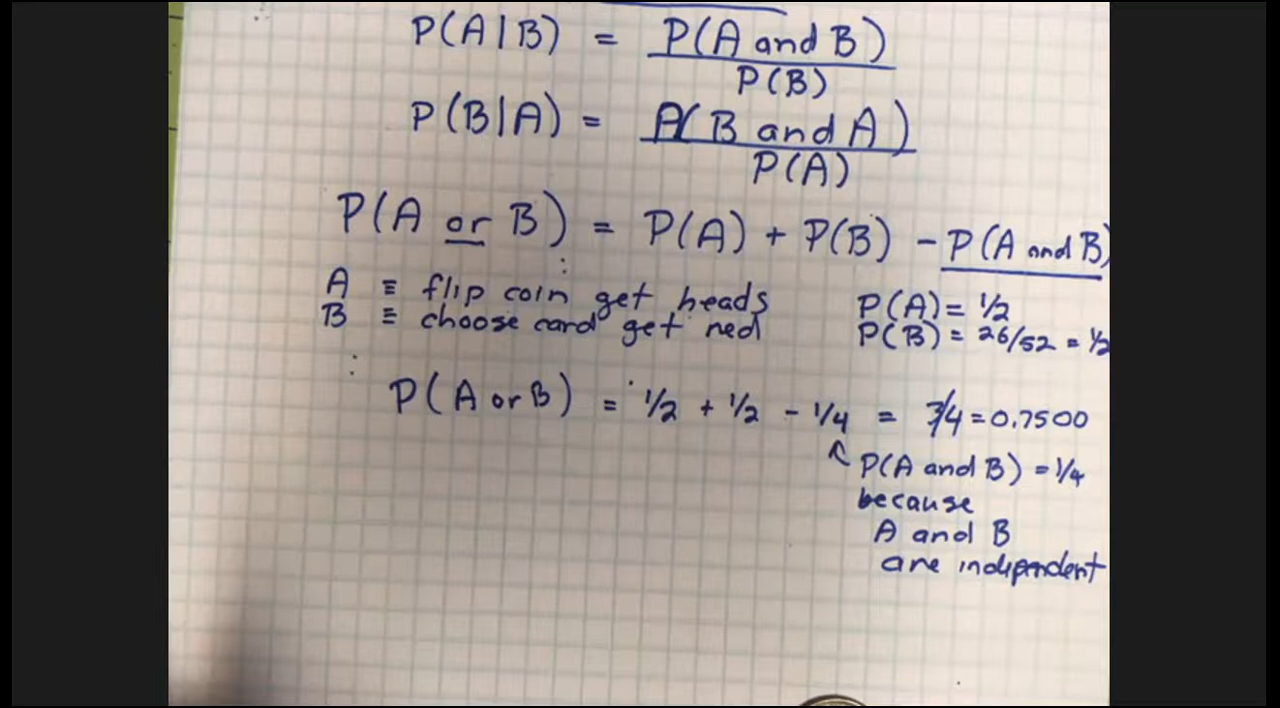 P(A|B) = P(A and B)
P(B)
P(B|A) = P(B and A)
P(A)
P(A or B) = P(A) + P(B) - P(A and B)
A ≡ flip coin get heads P(A) = 1/2
B ≡ choose card get red P(B) = 26/52 = 1/2
P(A or B) = 1/2 + 1/2 - 1/4 = 3/4 = 0.7500
P(A and B) = 1/4
because
A and B
are independent